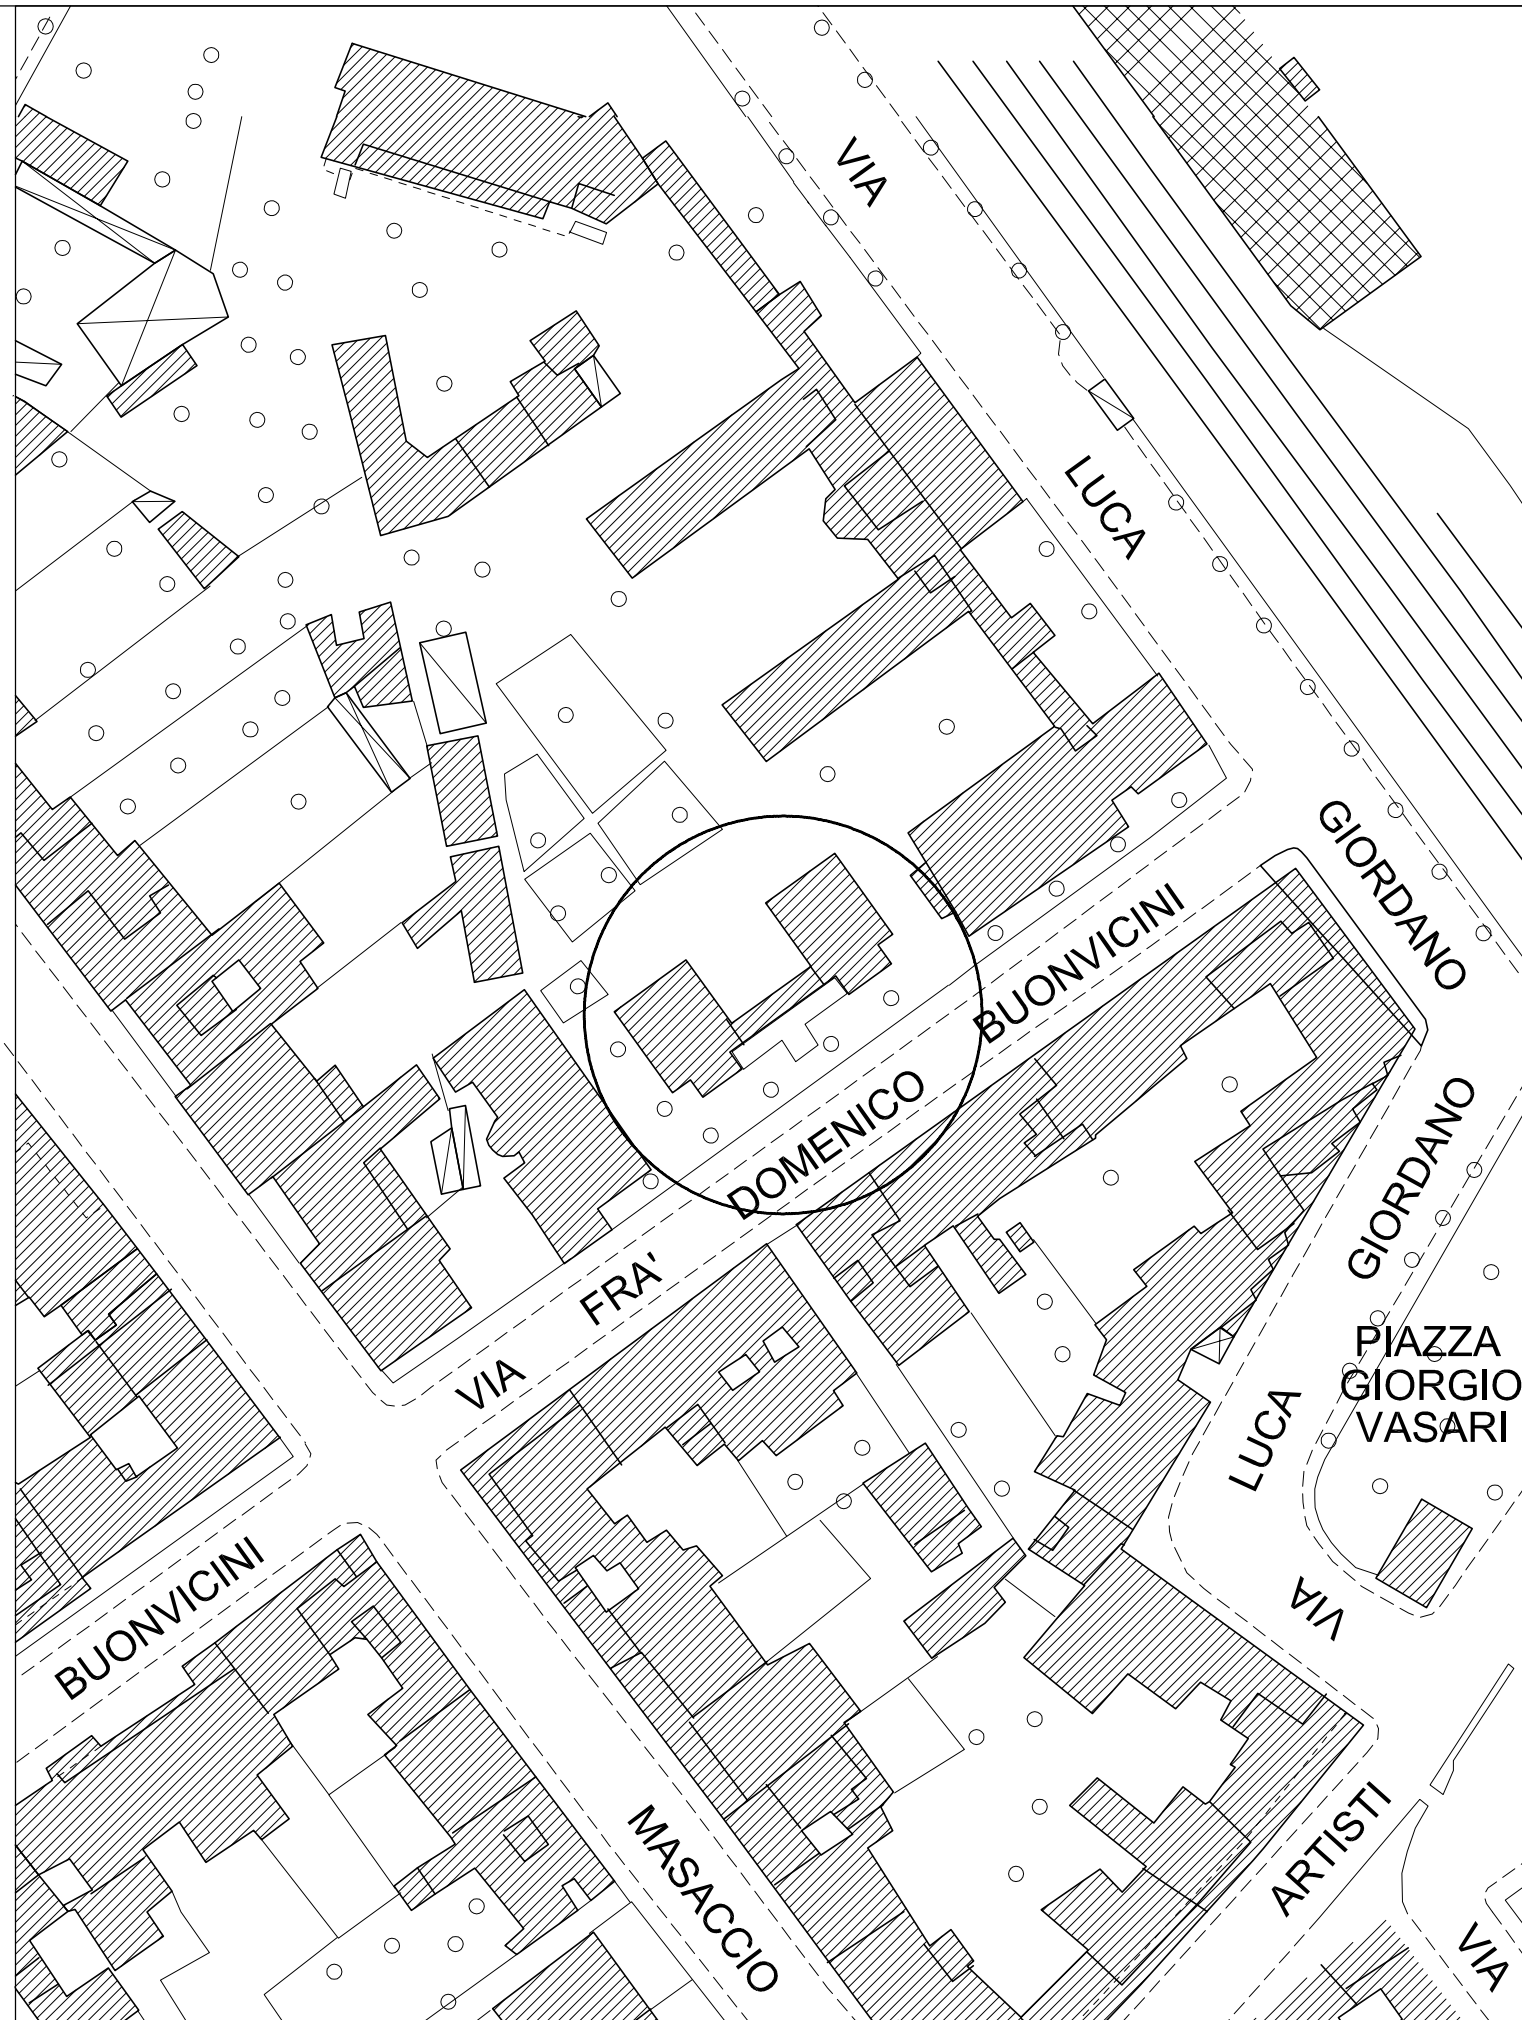 VIA
LUCA
GIORDANO
BUONVICINI
DOMENICO
FRA'
VIA
GIORDANO
LUCA
VIA
PIAZZA
GIORGIO
VASARI
BUONVICINI
MASACCIO
ARTISTI
VIA